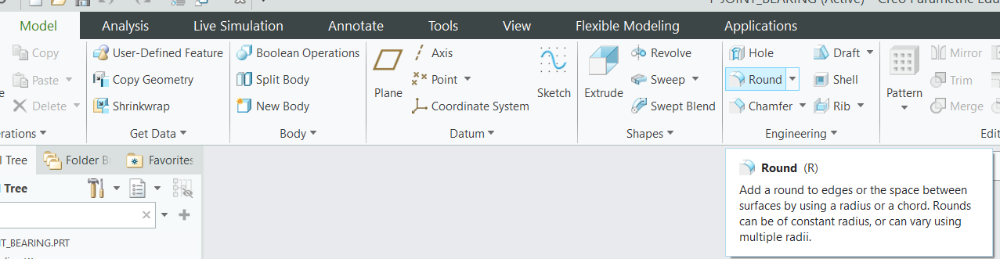 JOINT_BEARING (Active) - Creo Parametric Edu
Model Analysis Live Simulation Annotate Tools View Flexible Modeling Applications
Copy
Paste
Delete
User-Defined Feature
Copy Geometry
Shrinkwrap
Get Data
Boolean Operations
Split Body
New Body
Body
Plane
Axis
Point
Coordinate System
Sketch
Datum
Extrude
Revolve
Sweep
Swept Blend
Shapes
Hole
Round
Chamfer
Draft
Shell
Rib
Engineering
Pattern
Mirror
Trim
Merge
Edit
erations
l Tree
Folder B
Favorites
Tree
NT_BEARING.PRT
Round (R)
Add a round to edges or the space between
surfaces by using a radius or a chord. Rounds
can be of constant radius, or can vary using
multiple radii.